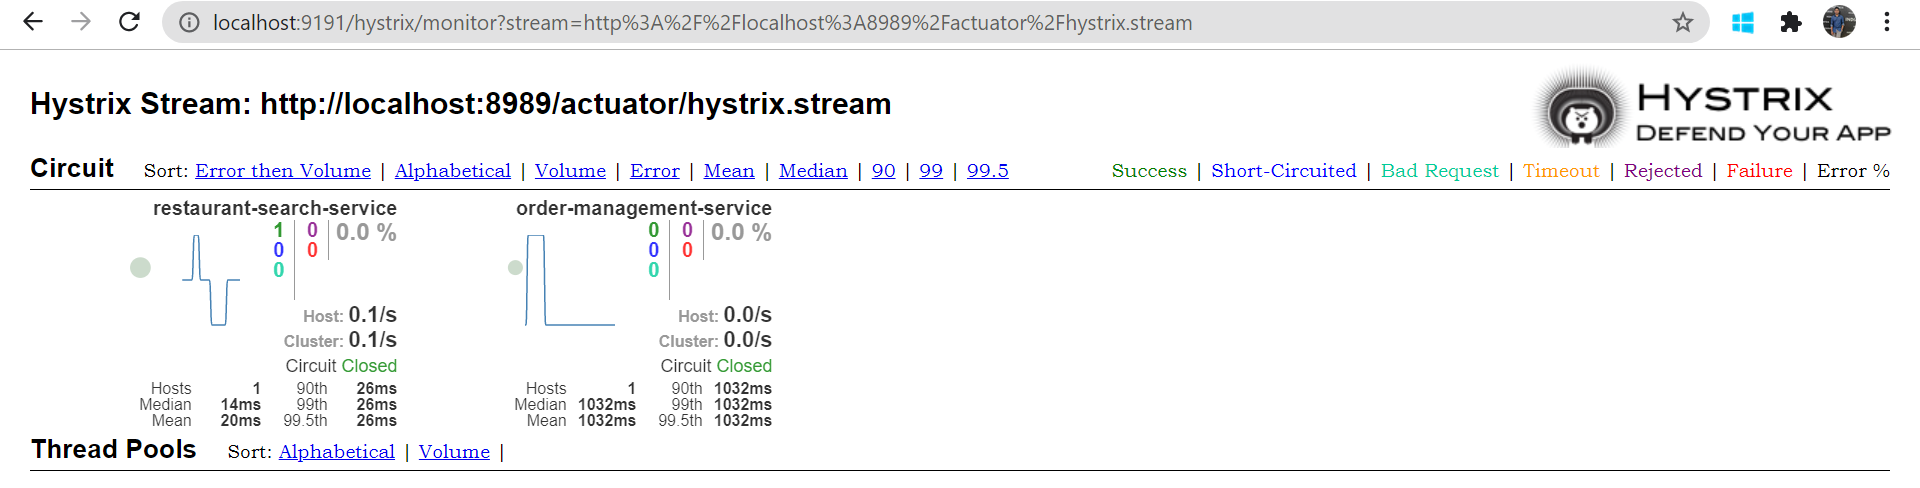 localhost:9191/hystrix/monitor?stream=http%3A%2F%2Flocalhost%3A8989%2Factuator%2Fhystrix.stream
Hystrix Stream: http://localhost:8989/actuator/hystrix.stream
HYSTRIX
DEFEND YOUR APP
Circuit Sort: Error then Volume | Alphabetical | Volume | Error | Mean | Median | 90 | 99 | 99.5 Success | Short-Circuited | Bad Request | Timeout | Rejected | Failure | Error %
restaurant-search-service
1 0 0.0 %
0 0
0
Host: 0.1/s
Cluster: 0.1/s
Circuit Closed
Hosts 1 90th 26ms
Median 14ms 99th 26ms
Mean 20ms 99.5th 26ms
order-management-service
0 0 0.0 %
0 0
0
Host: 0.0/s
Cluster: 0.0/s
Circuit Closed
Hosts 1 90th 1032ms
Median 1032ms 99th 1032ms
Mean 1032ms 99.5th 1032ms
Thread Pools Sort: Alphabetical | Volume |